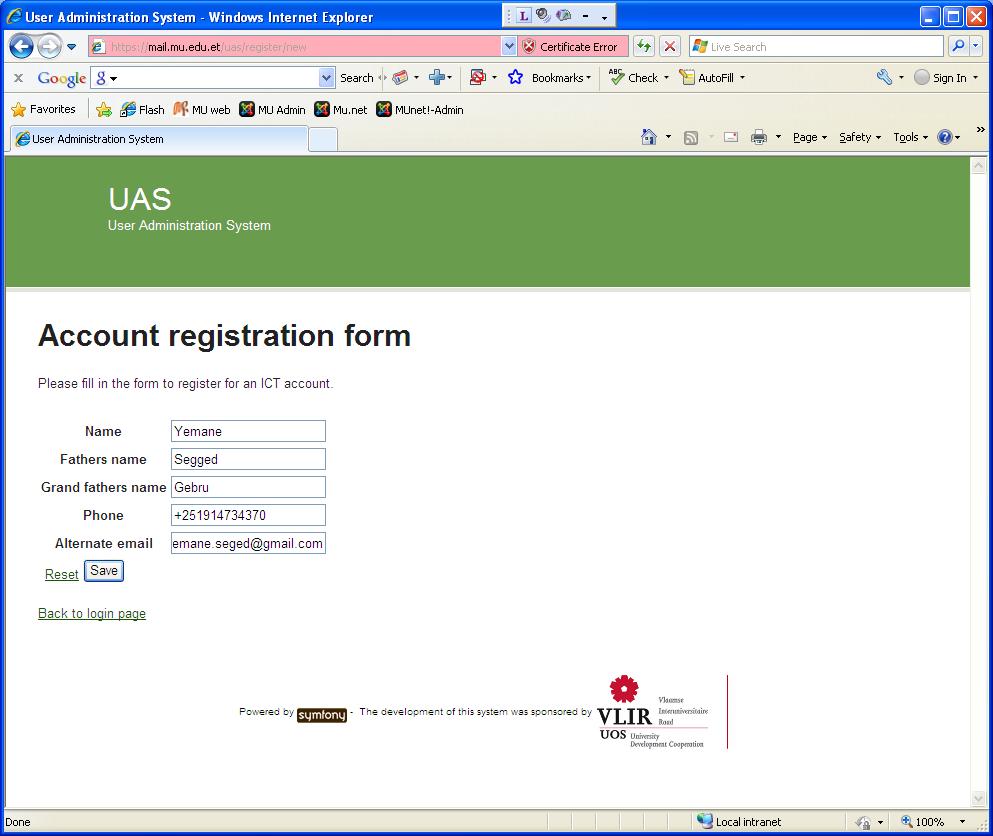 User Administration System - Windows Internet Explorer
L
https://mail.mu.edu.et/uas/register/new
Certificate Error
Live Search
Google
Search
Bookmarks
Check
AutoFill
Sign In
Favorites
Flash
MU web
MU Admin
Mu.net
MUnet!-Admin
User Administration System
Page
Safety
Tools
»
UAS
User Administration System
Account registration form
Please fill in the form to register for an ICT account.
Name Yemane
Fathers name Segged
Grand fathers name Gebru
Phone +251914734370
Alternate email emane.seged@gmail.com
Reset Save
Back to login page
Powered by symfony - The development of this system was sponsored by
VLIR
UOS
Vlaamse
Interuniversitaire
Raad
University
Development Cooperation
Done
Local intranet
100%